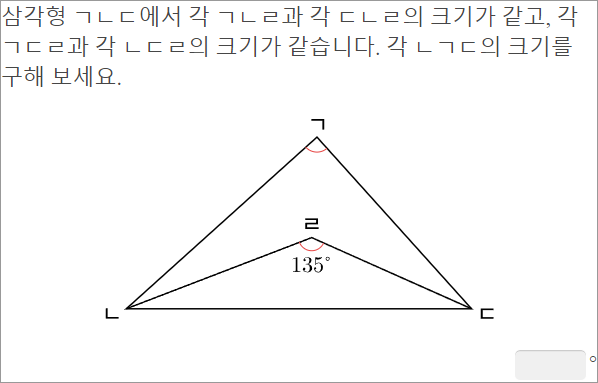 삼각형 ㄱㄴㄷ에서 각 ㄱㄴㄹ과 각 ㄷㄴㄹ의 크기가 같고, 각
ㄱㄷㄹ과 각 ㄴㄷㄹ의 크기가 같습니다. 각 ㄴㄱㄷ의 크기를
구해 보세요.
ㄱ
ㄹ
135°
ㄴ
ㄷ
°